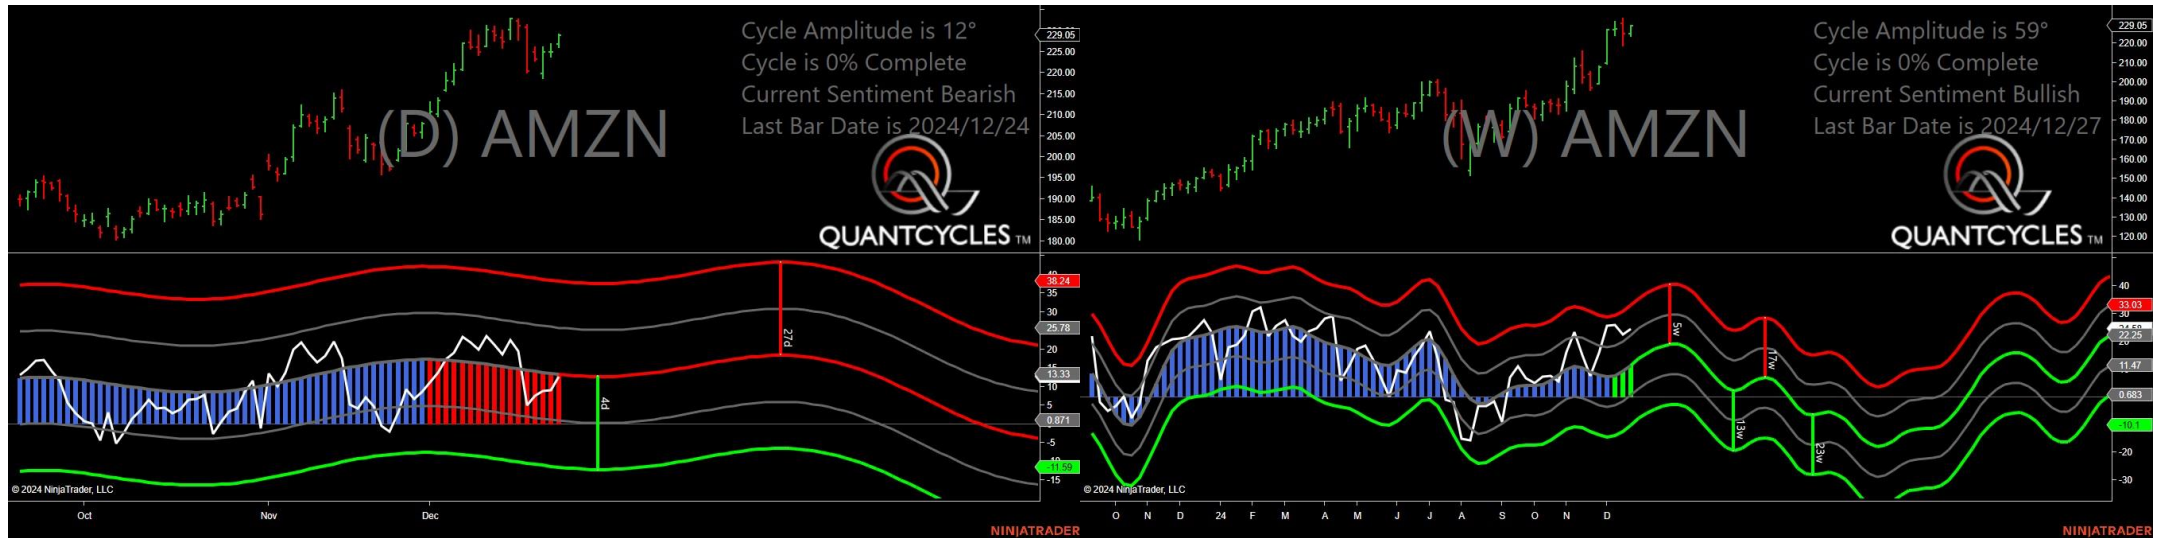 Cycle Amplitude is 12°
Cycle is 0% Complete
Current Sentiment Bearish
Last Bar Date is 2024/12/24
(D) AMZN
QUANTCYCLES TM
229.05
225.00
220.00
215.00
210.00
205.00
200.00
195.00
190.00
185.00
180.00
38.24
35
30
25.78
20
13.33
10
5
0.871
-5
-11.59
-15
27d
4d
© 2024 NinjaTrader, LLC
Oct Nov Dec
NINJATRADER
Cycle Amplitude is 59°
Cycle is 0% Complete
Current Sentiment Bullish
Last Bar Date is 2024/12/27
(W) AMZN
QUANTCYCLES TM
229.05
220.00
210.00
200.00
190.00
180.00
170.00
160.00
150.00
140.00
130.00
120.00
40
33.03
30
22.25
11.47
0.683
-10.1
-20
-30
5w
17w
13w
23w
© 2024 NinjaTrader, LLC
O N D 24 F M A M J J A S O N D
NINJATRADER